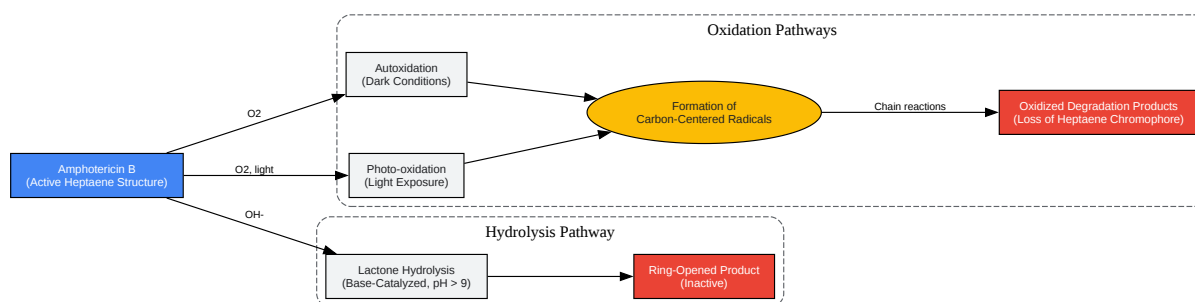 Oxidation Pathways
Autoxidation
(Dark Conditions)
Formation of
Carbon-Centered Radicals
Chain reactions
Oxidized Degradation Products
(Loss of Heptaene Chromophore)
O2
Amphotericin B
(Active Heptaene Structure)
O2, light
Photo-oxidation
(Light Exposure)
OH-
Hydrolysis Pathway
Lactone Hydrolysis
(Base-Catalyzed, pH > 9)
Ring-Opened Product
(Inactive)